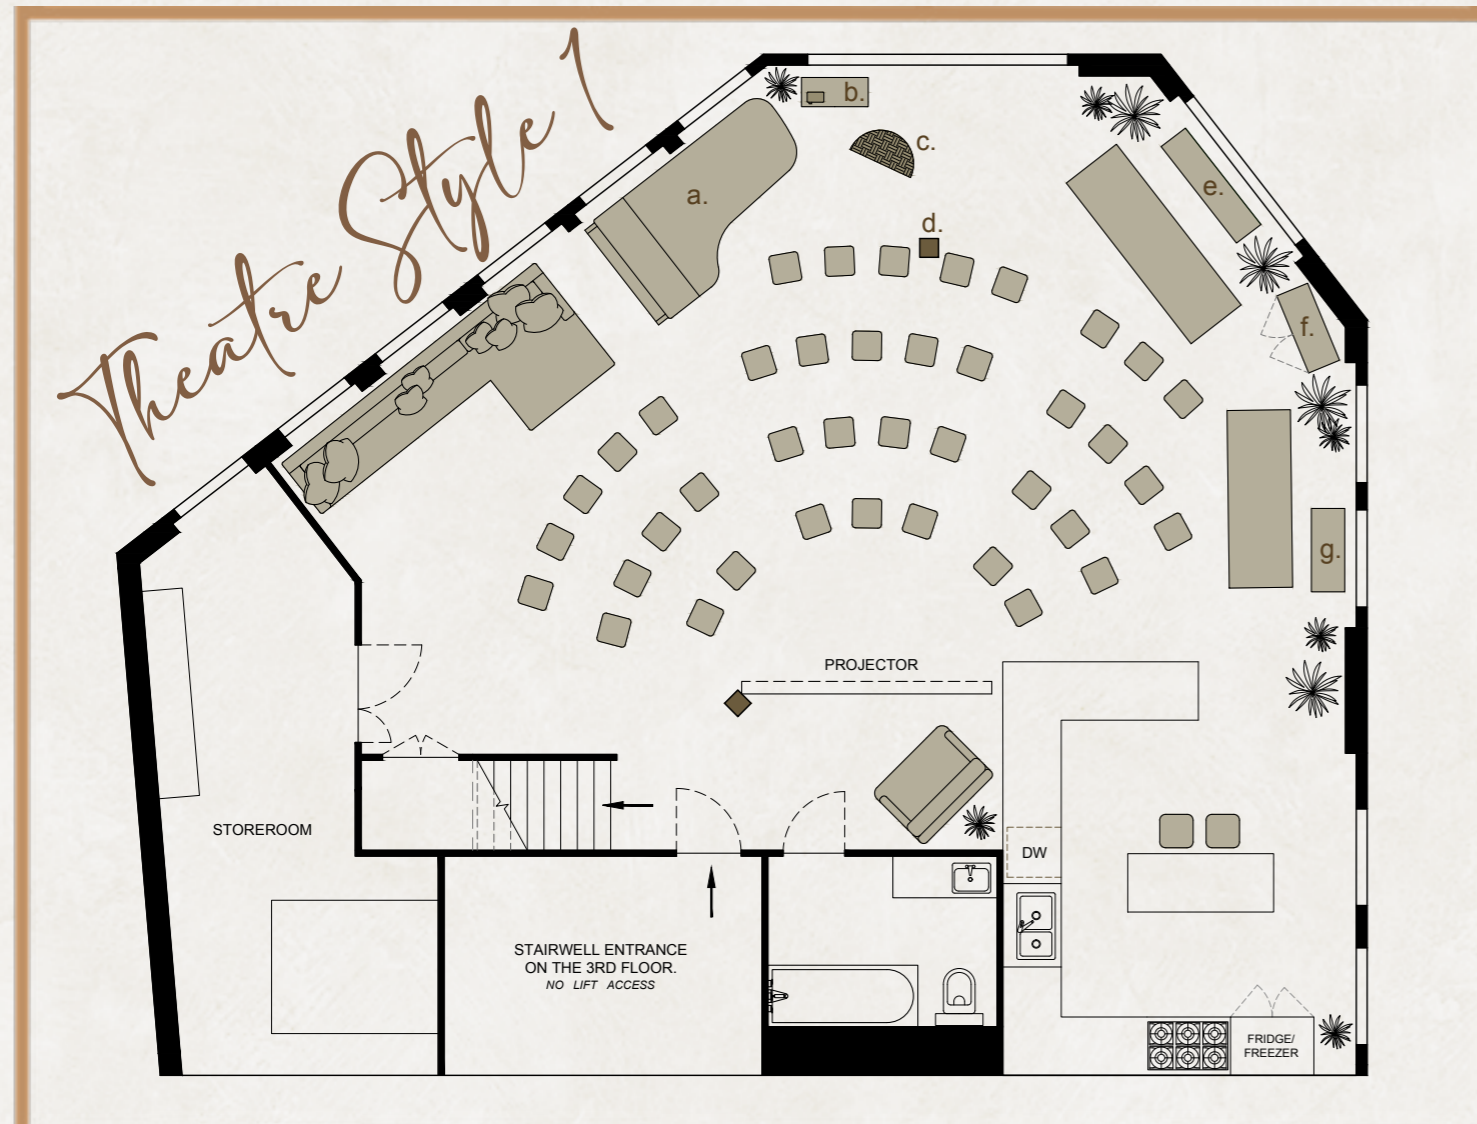 Theatre Style 1
b.
c.
a.
e.
d.
f.
g.
PROJECTOR
STOREROOM
DW
STAIRWELL ENTRANCE
ON THE 3RD FLOOR.
NO LIFT ACCESS
FRIDGE/
FREEZER